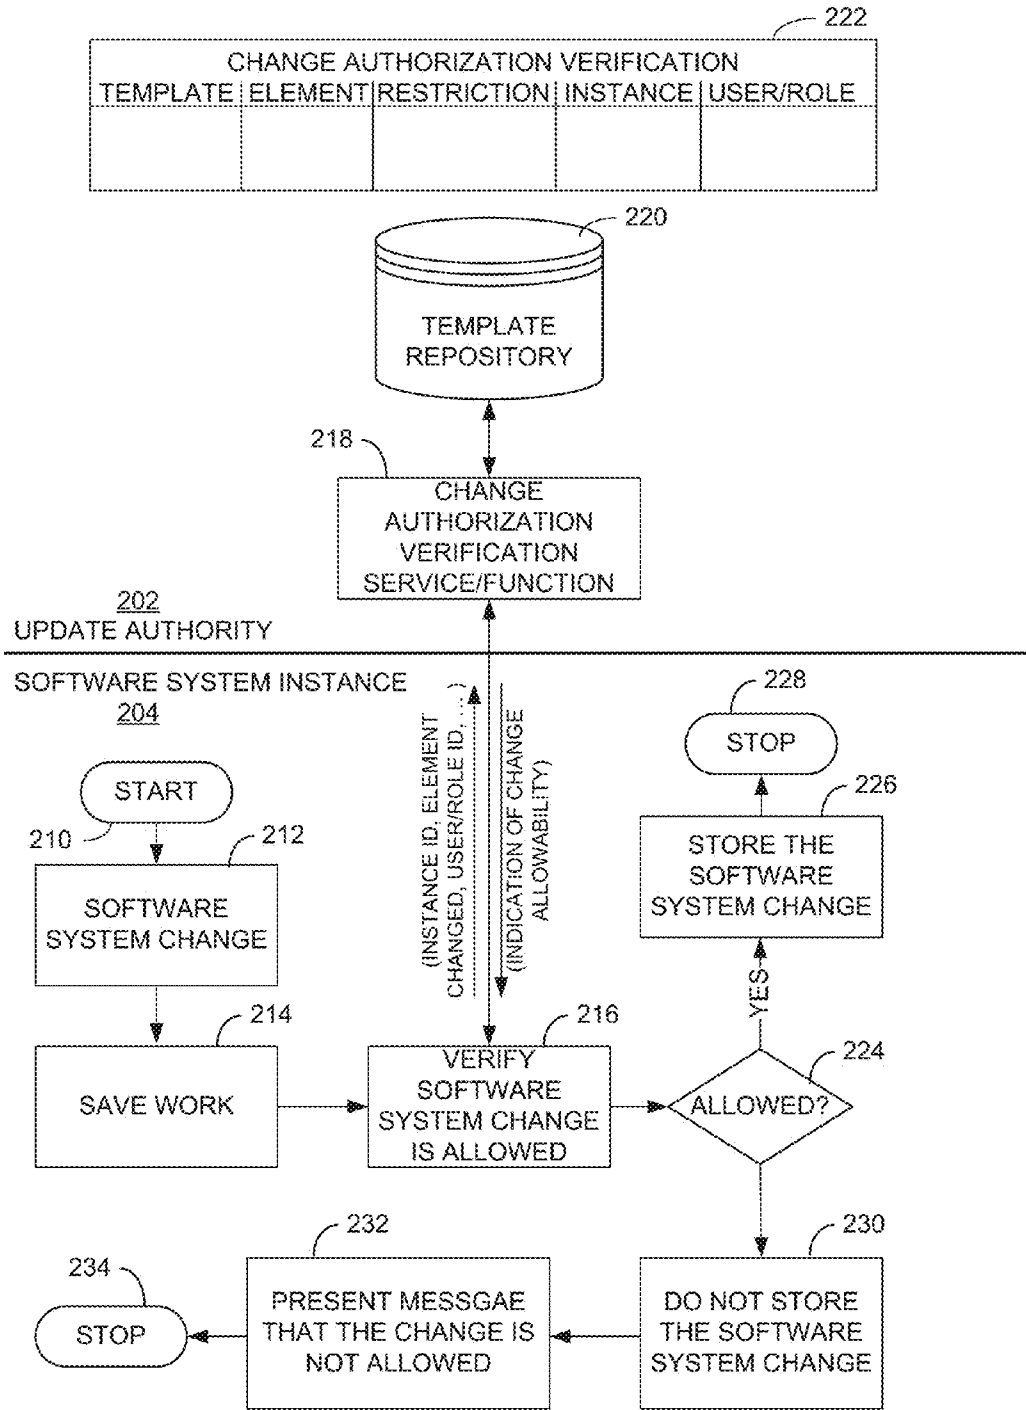 222
CHANGE AUTHORIZATION VERIFICATION
TEMPLATE ELEMENT RESTRICTION INSTANCE USER/ROLE
220
TEMPLATE
REPOSITORY
218
CHANGE
AUTHORIZATION
VERIFICATION
SERVICE/FUNCTION
202
UPDATE AUTHORITY
SOFTWARE SYSTEM INSTANCE
204
(INSTANCE ID, ELEMENT
CHANGED, USER/ROLE ID, ...)
(INDICATION OF CHANGE
ALLOWABILITY)
228
STOP
226
STORE THE
SOFTWARE
SYSTEM CHANGE
START
210
212
SOFTWARE
SYSTEM CHANGE
214
SAVE WORK
216
VERIFY
SOFTWARE
SYSTEM CHANGE
IS ALLOWED
YES
224
ALLOWED?
230
DO NOT STORE
THE SOFTWARE
SYSTEM CHANGE
232
PRESENT MESSGAE
THAT THE CHANGE IS
NOT ALLOWED
234
STOP